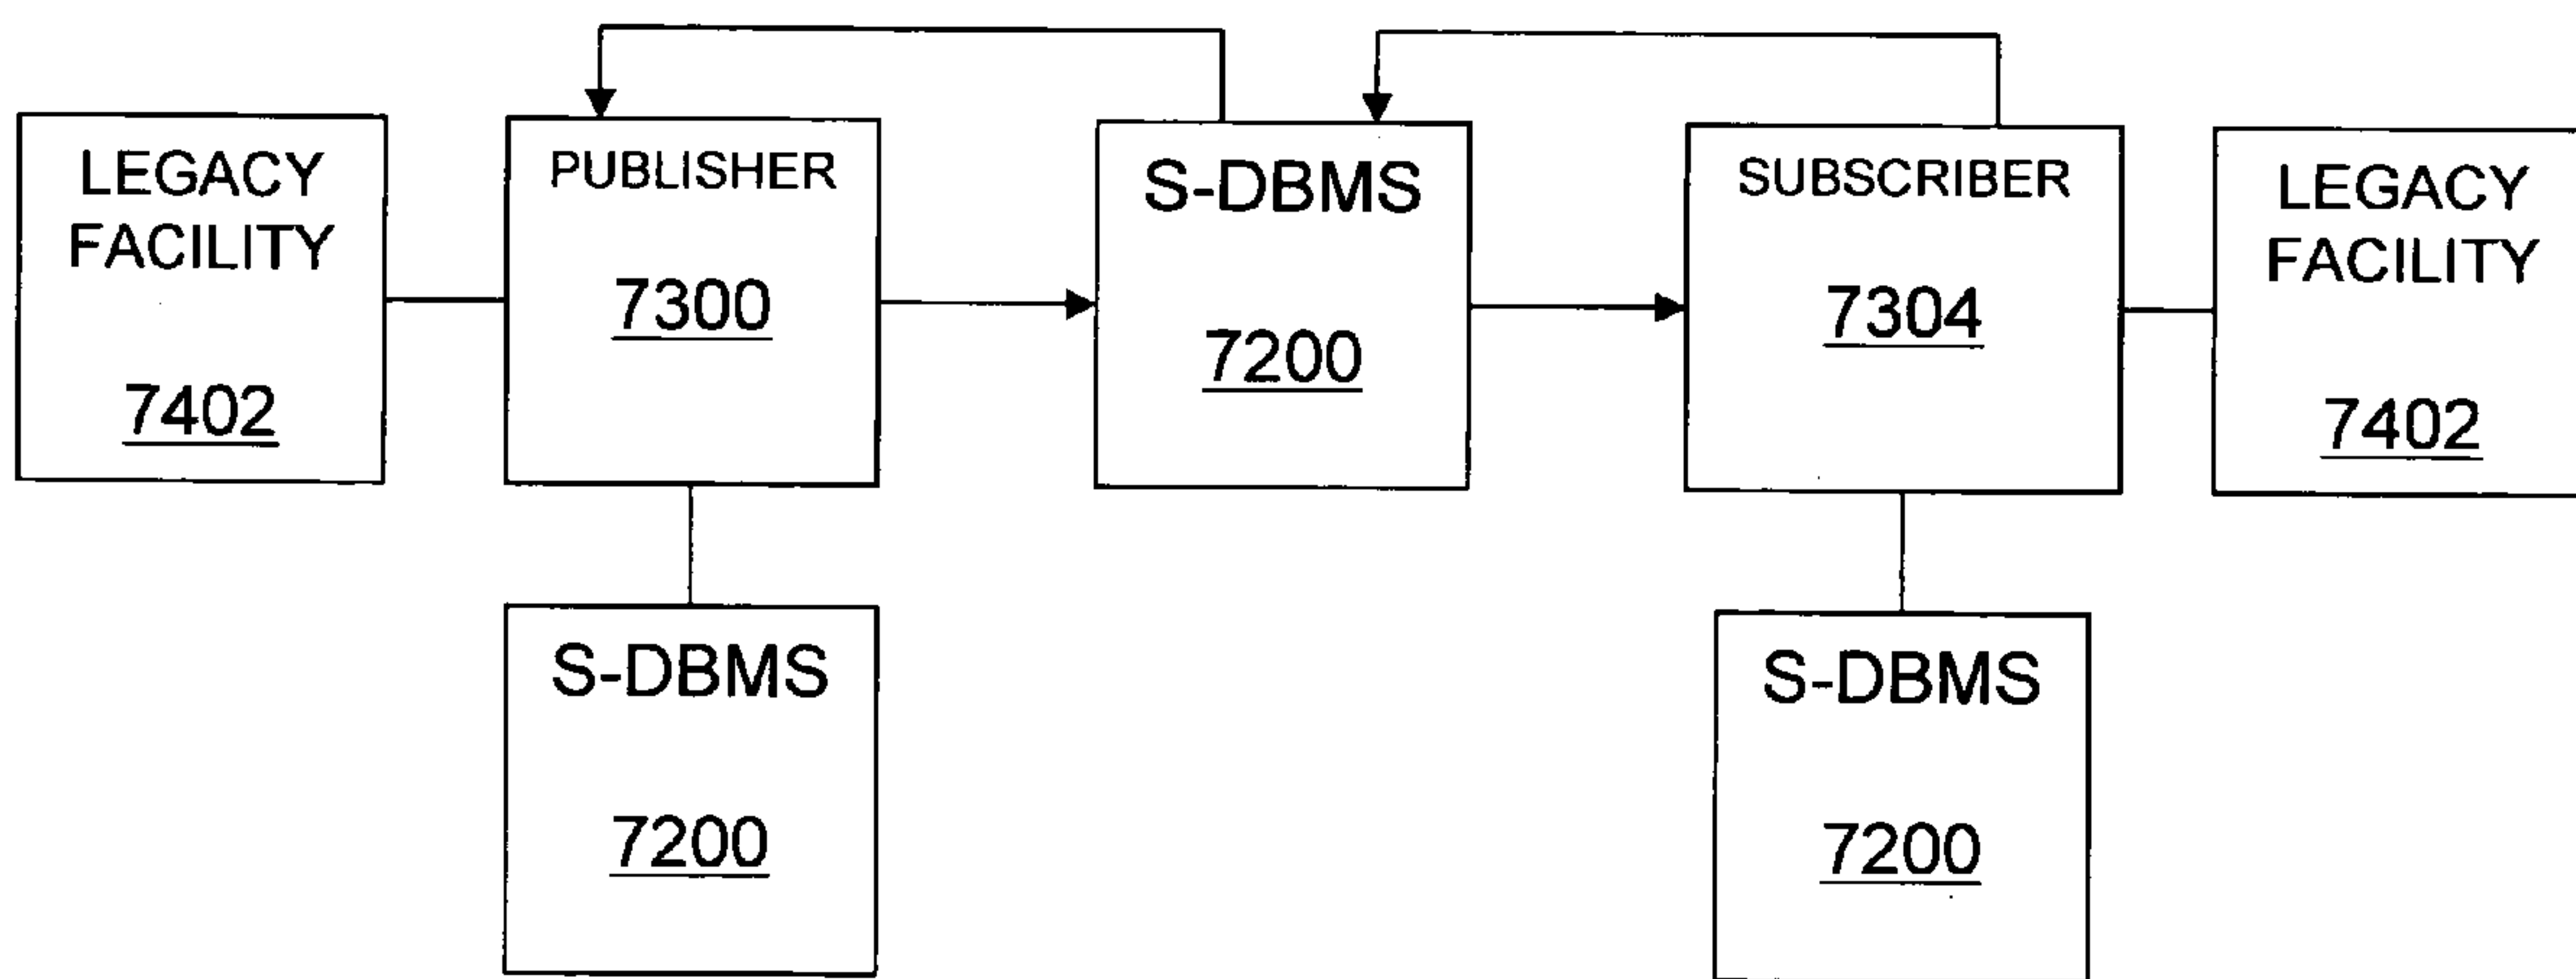 LEGACY
FACILITY
7402
PUBLISHER
7300
S-DBMS
7200
SUBSCRIBER
7304
LEGACY
FACILITY
7402
S-DBMS
7200
S-DBMS
7200